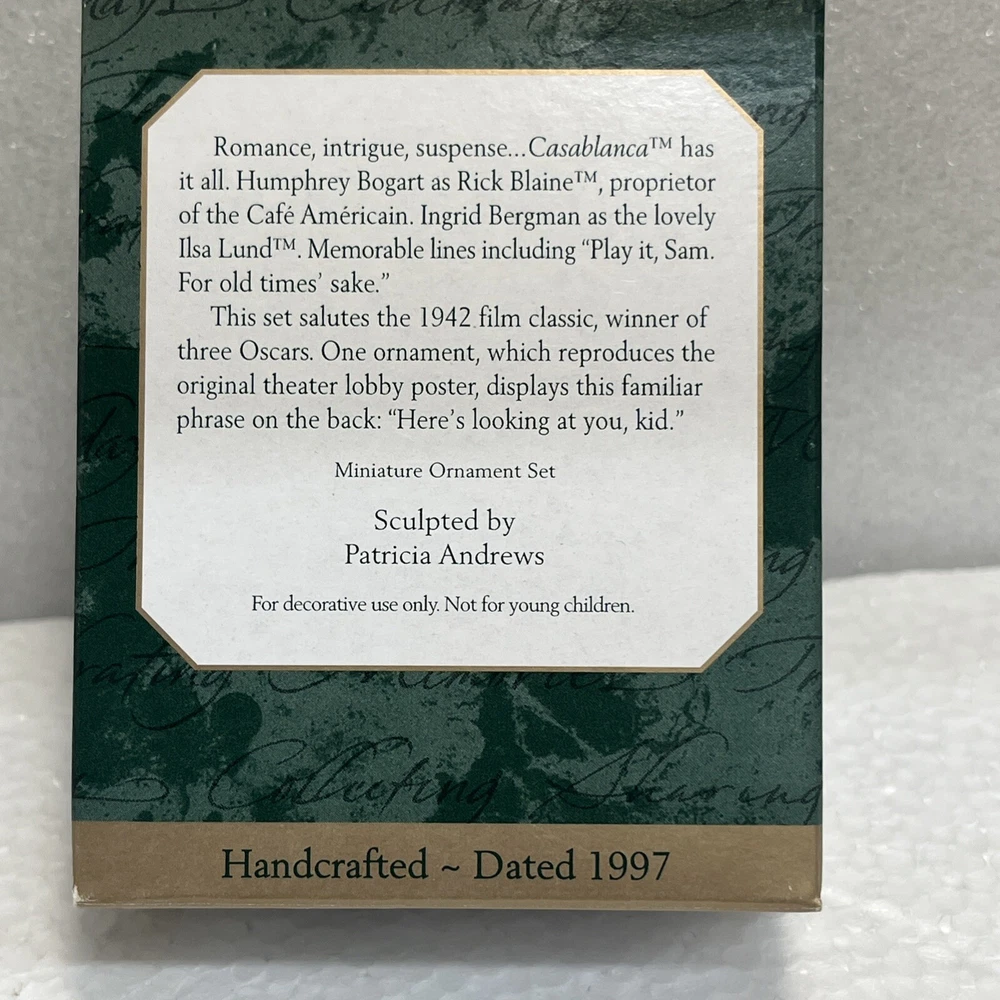 Romance, intrigue, suspense...Casablanca™ has
it all. Humphrey Bogart as Rick Blaine™, proprietor
of the Café Américain. Ingrid Bergman as the lovely
Ilsa Lund™. Memorable lines including “Play it, Sam.
For old times’ sake.”
This set salutes the 1942 film classic, winner of
three Oscars. One ornament, which reproduces the
original theater lobby poster, displays this familiar
phrase on the back: “Here’s looking at you, kid.”
Miniature Ornament Set
Sculpted by
Patricia Andrews
For decorative use only. Not for young children.
Collecting Sharing
Handcrafted ~ Dated 1997